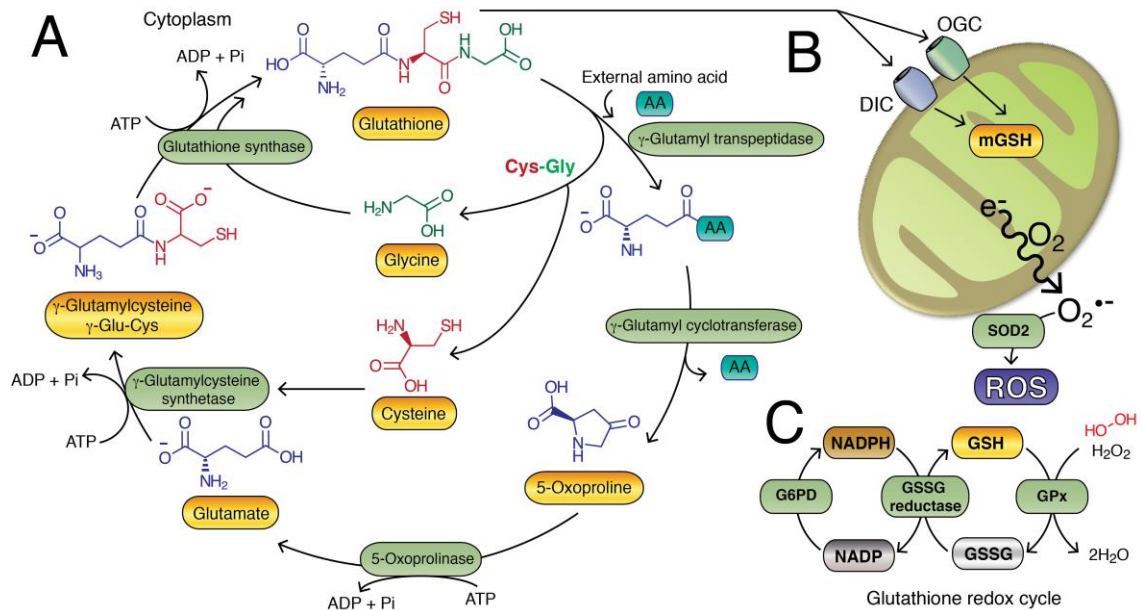 A
Cytoplasm
ADP + Pi
ATP
Glutathione synthase
O
HO
NH₂
O
N
H
SH
O
H
N
O
OH
Glutathione
External amino acid
AA
γ-Glutamyl transpeptidase
Cys-Gly
H₂N
O
OH
Glycine
O
O⁻
NH
O
AA
O
⁻O
NH₃
O
N
H
O⁻
O
SH
γ-Glutamylcysteine
γ-Glu-Cys
γ-Glutamyl cyclotransferase
AA
H₂N
SH
O
OH
Cysteine
ADP + Pi
γ-Glutamylcysteine
synthetase
ATP
O
⁻O
NH₂
O
OH
Glutamate
OH
O
N
H
O
5-Oxoproline
5-Oxoprolinase
ADP + Pi
ATP
B
OGC
DIC
mGSH
e⁻
O₂
O₂•⁻
SOD2
ROS
C
NADPH
GSH
HO-OH
H₂O₂
G6PD
GSSG
reductase
GPx
NADP
GSSG
2H₂O
Glutathione redox cycle